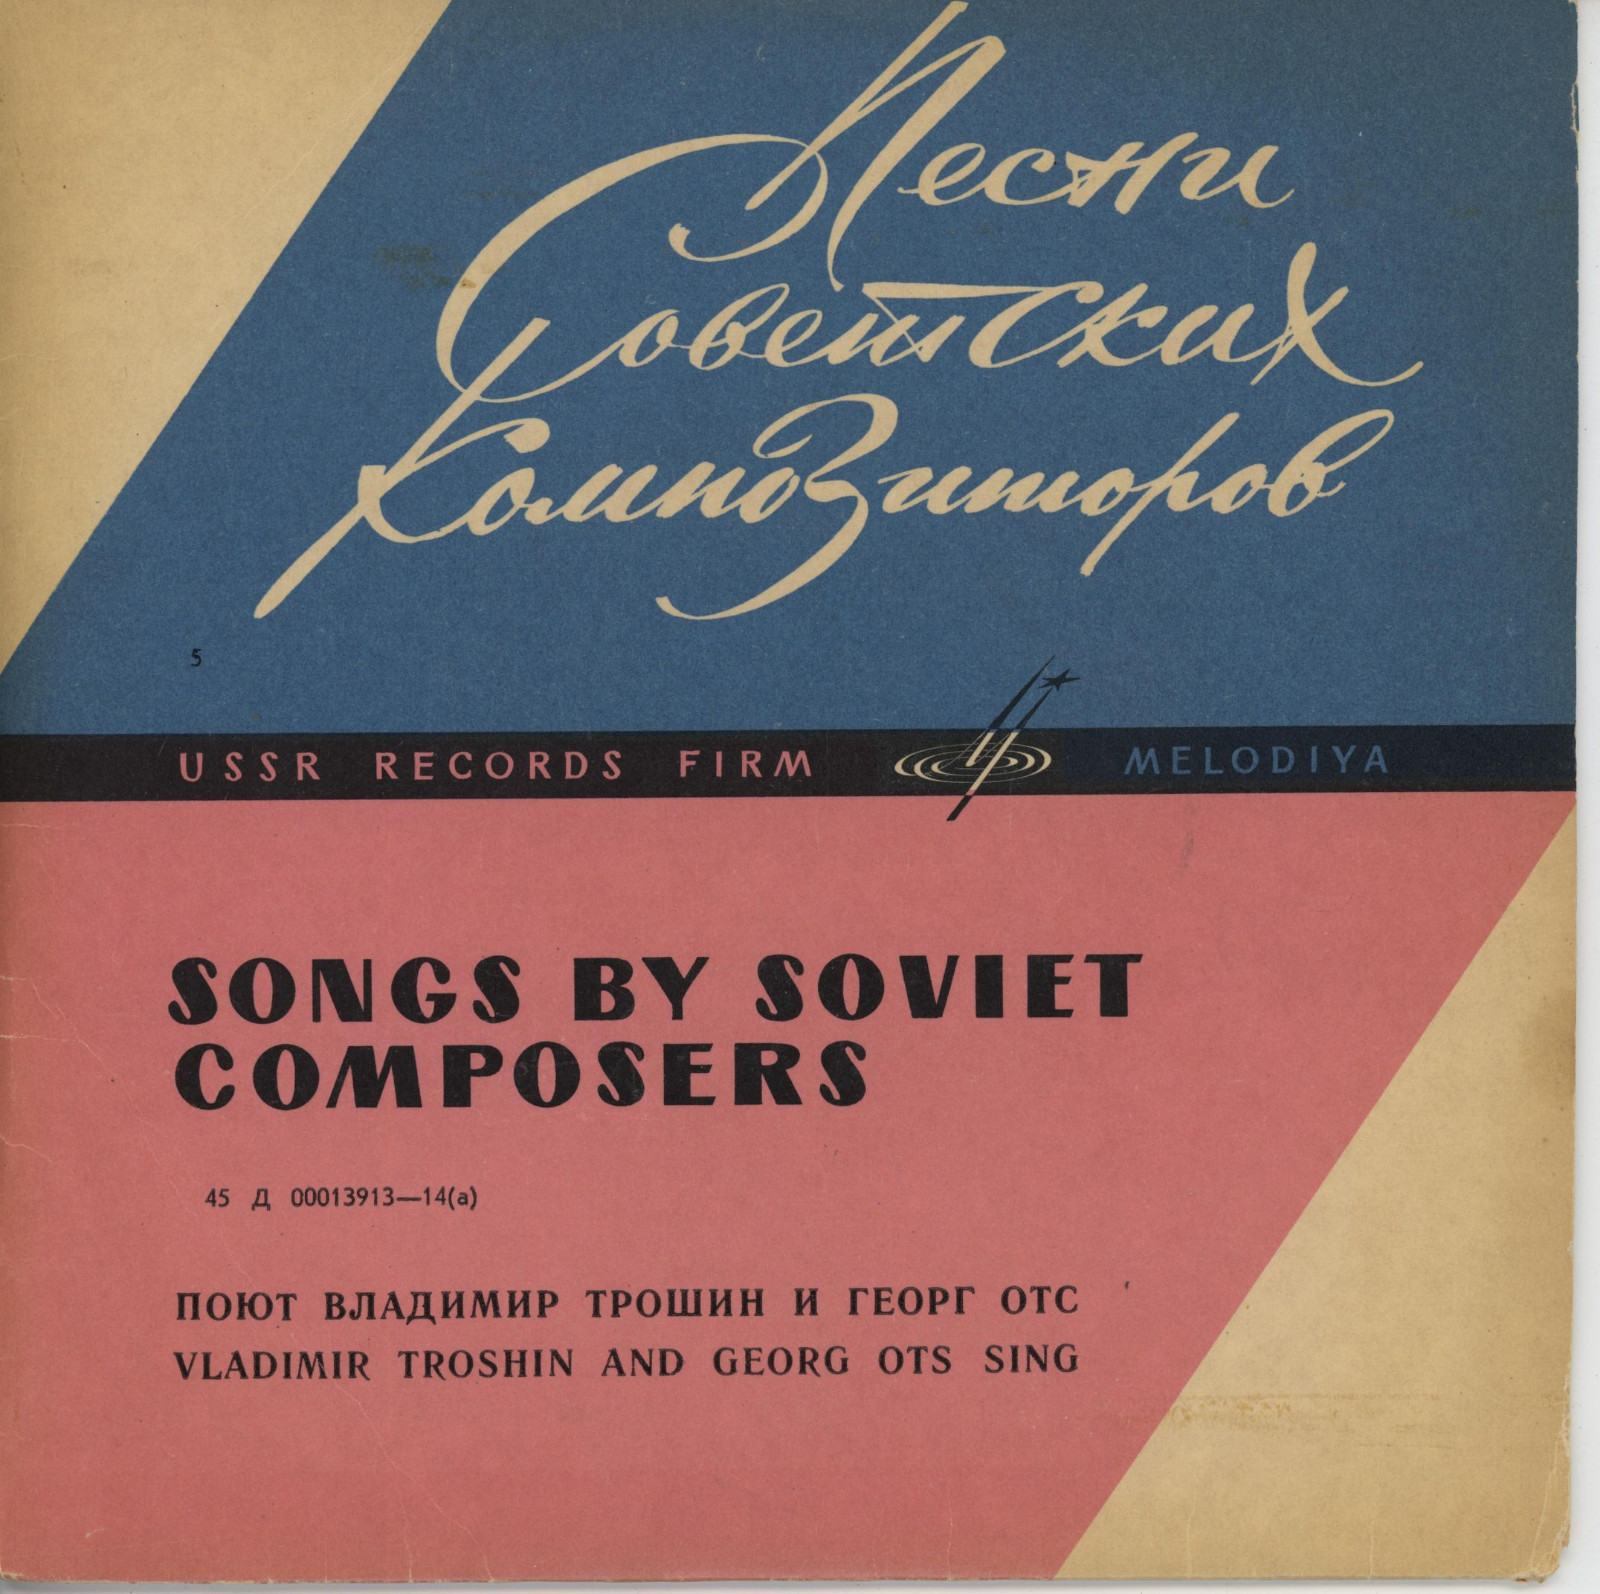 Песни
Советских
Композиторов
5
USSR RECORDS FIRM MELODIYA
SONGS BY SOVIET
COMPOSERS
45 Д 00013913—14(а)
ПОЮТ ВЛАДИМИР ТРОШИН И ГЕОРГ ОТС
VLADIMIR TROSHIN AND GEORG OTS SING